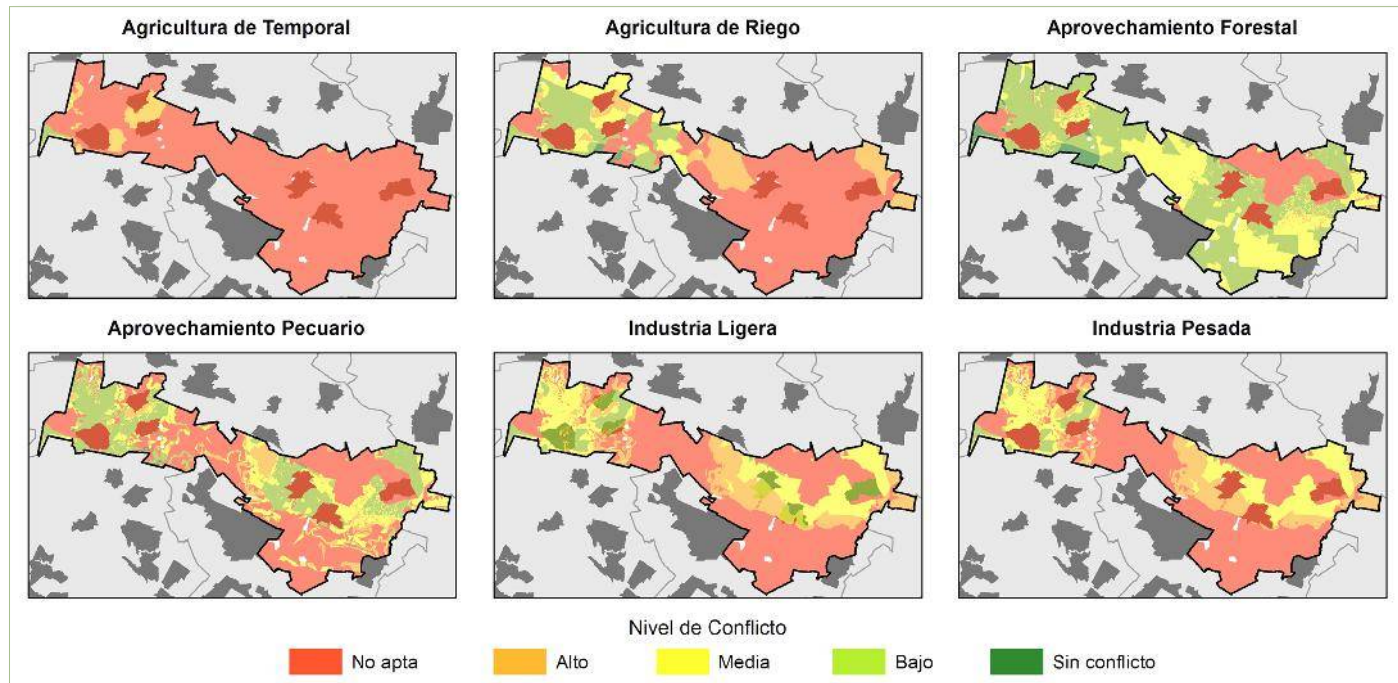 Agricultura de Temporal
Agricultura de Riego
Aprovechamiento Forestal
Aprovechamiento Pecuario
Industria Ligera
Industria Pesada
Nivel de Conflicto
No apta
Alto
Media
Bajo
Sin conflicto